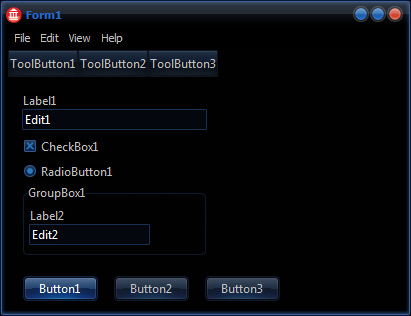 Form1
File Edit View Help
ToolButton1 ToolButton2 ToolButton3
Label1
Edit1
CheckBox1
RadioButton1
GroupBox1
Label2
Edit2
Button1 Button2 Button3